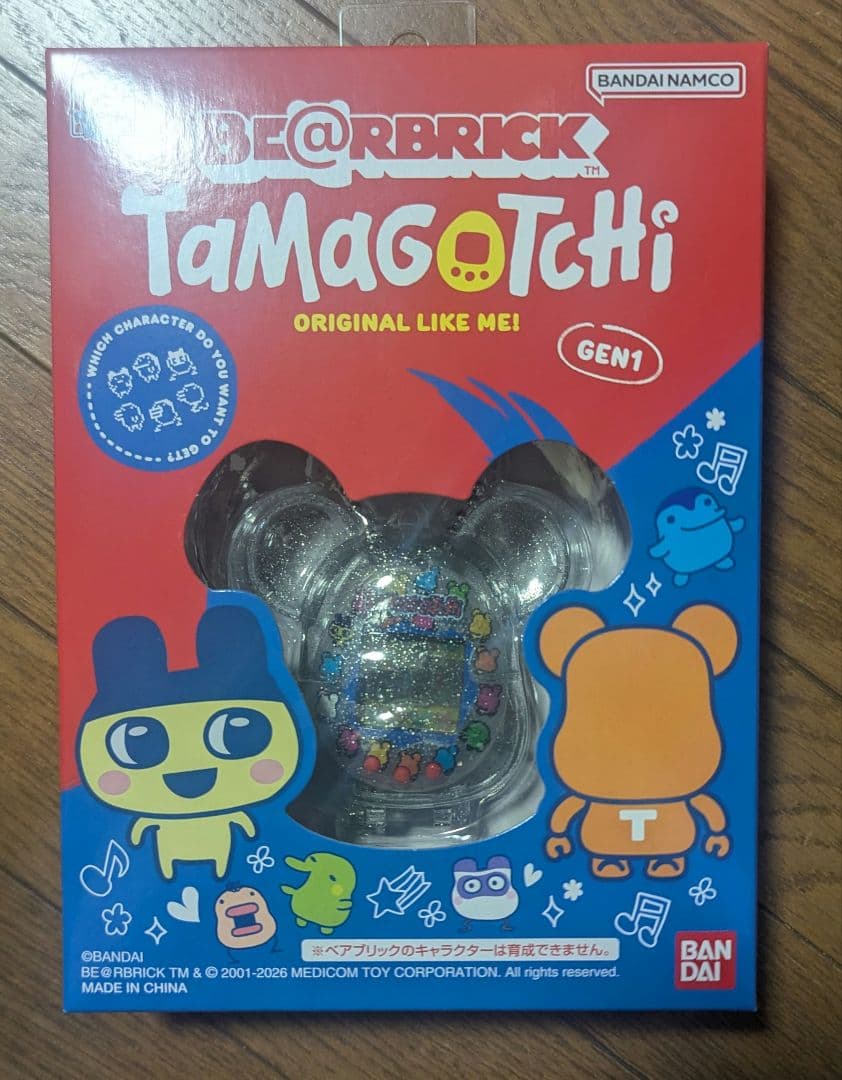 BANDAI NAMCO
BE@RBRICK TM
TaMaGOTCHi
ORIGINAL LIKE ME!
GEN1
WHICH CHARACTER DO YOU WANT TO GET?
T
※ベアブリックのキャラクターは育成できません。
©BANDAI
BE@RBRICK TM & © 2001-2026 MEDICOM TOY CORPORATION. All rights reserved.
MADE IN CHINA
BAN
DAI